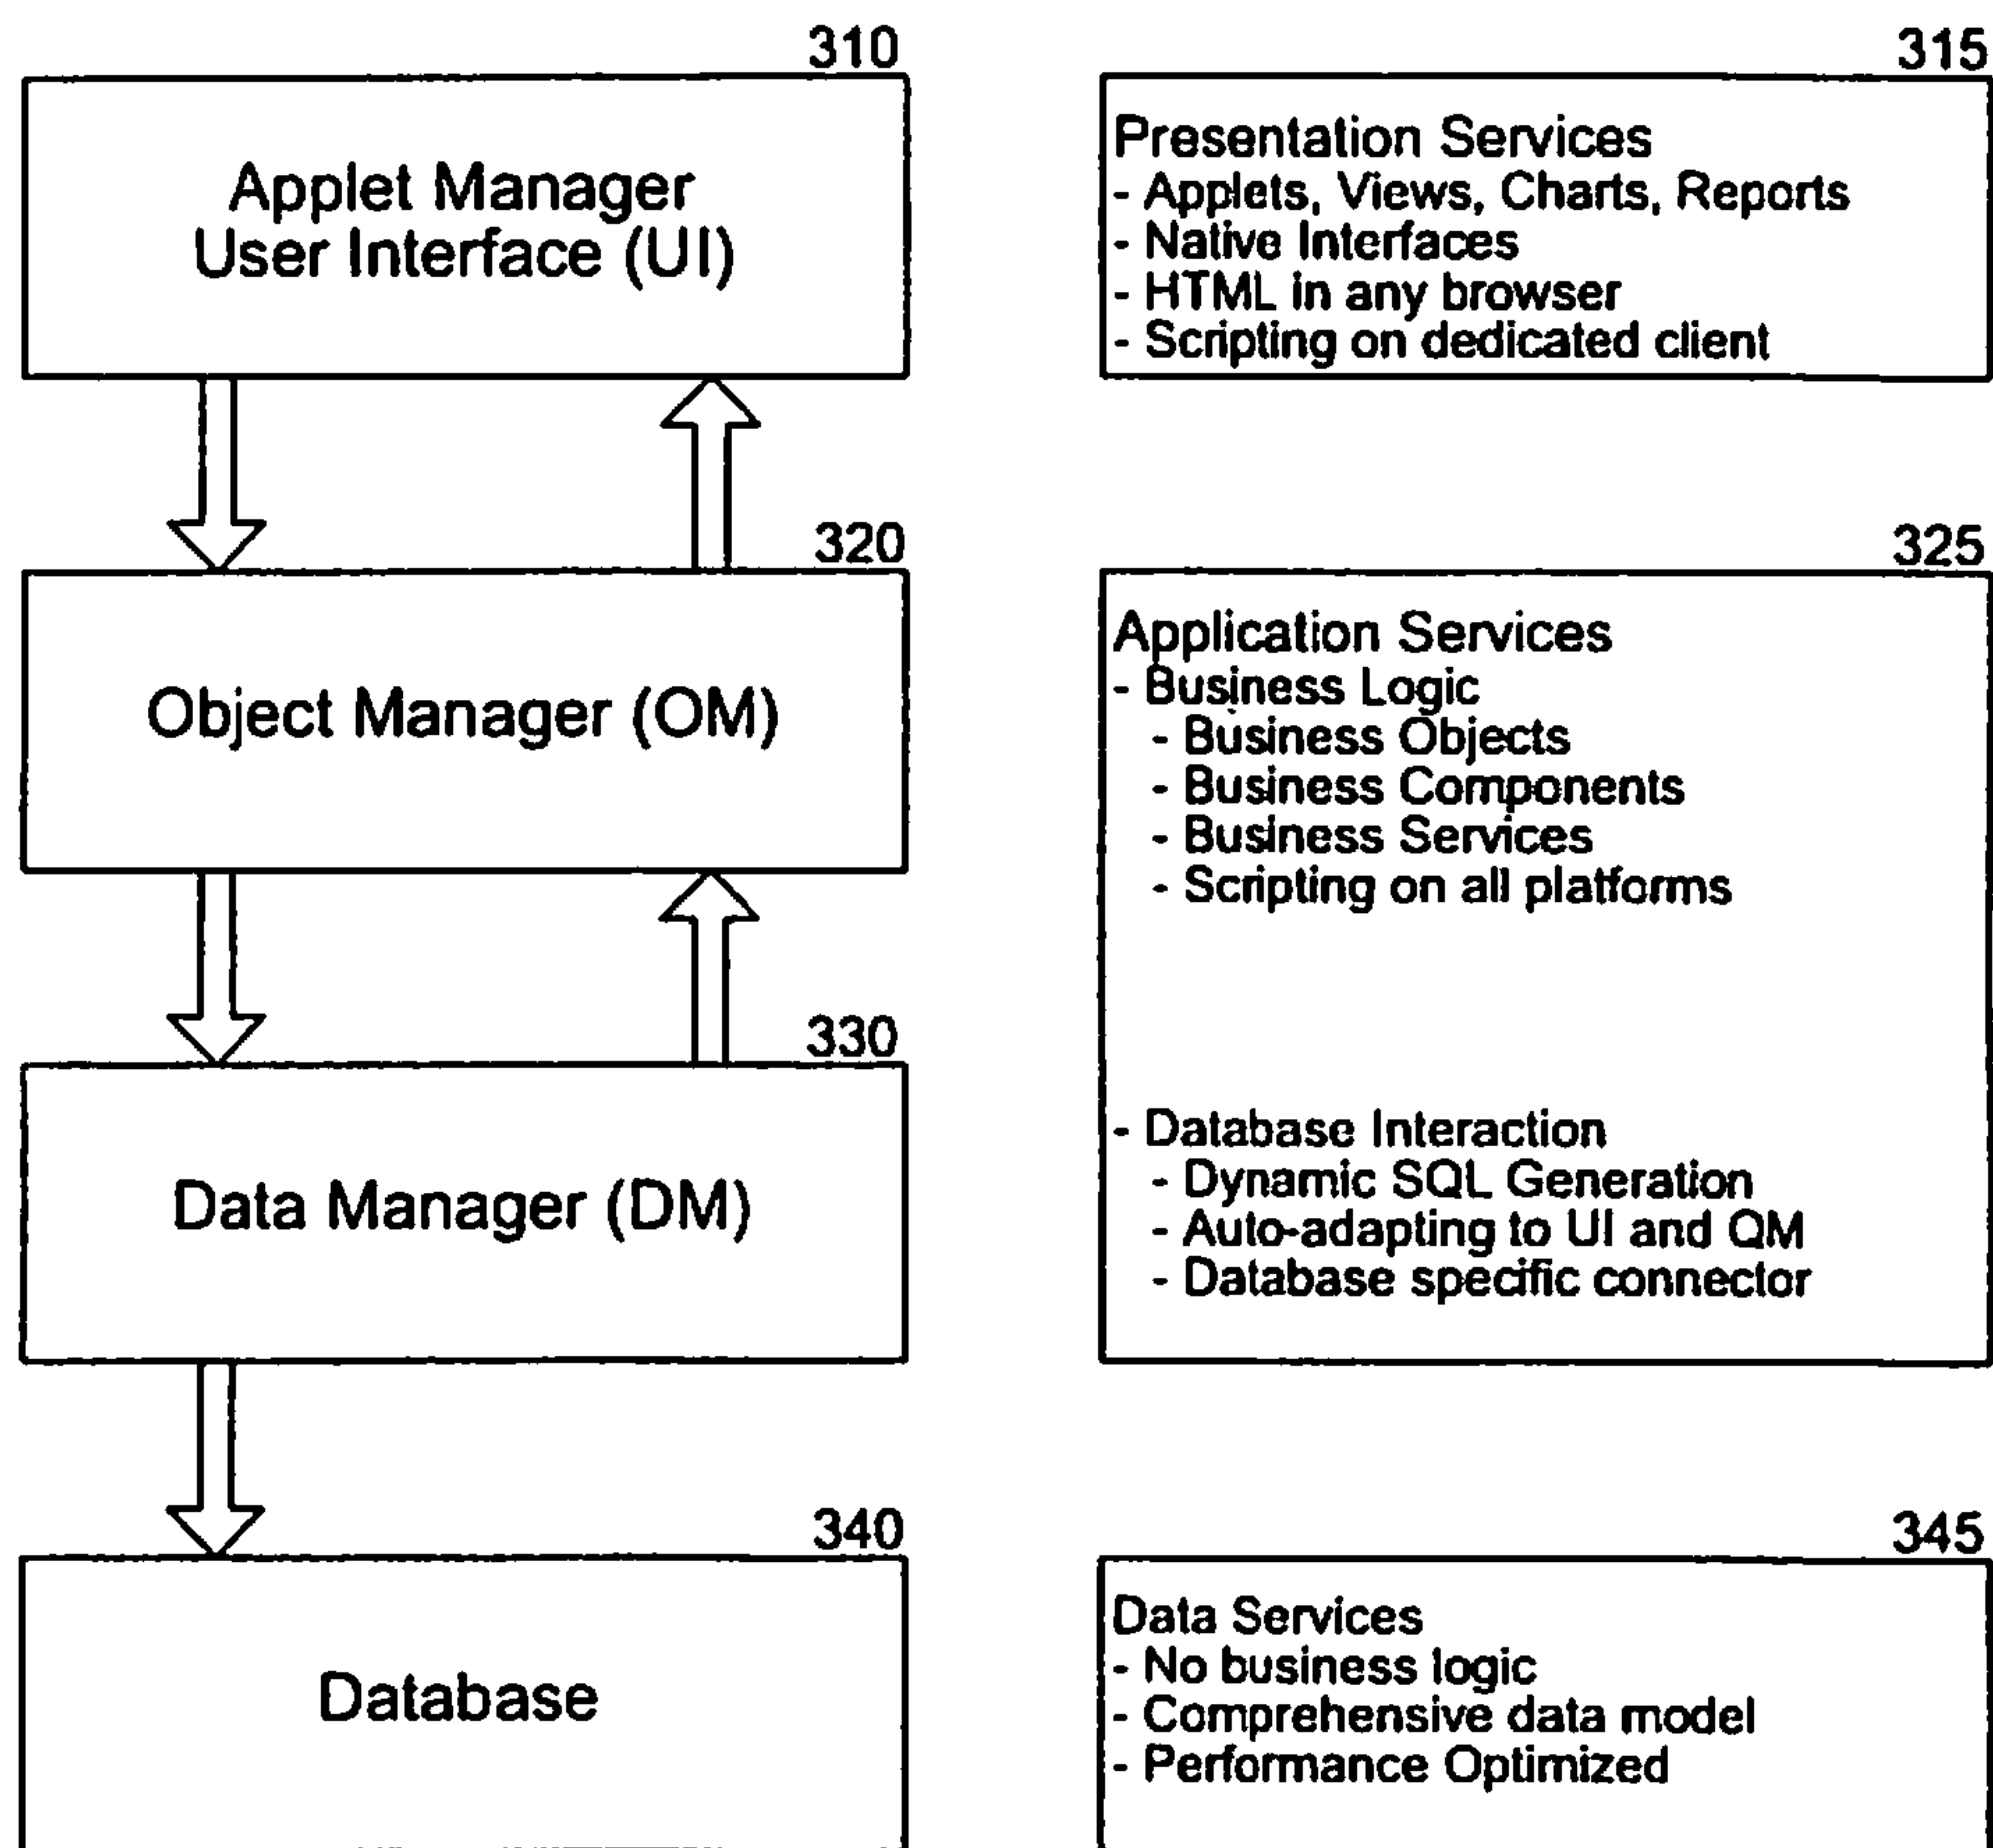 310
Applet Manager
User Interface (UI)
315
Presentation Services
- Applets, Views, Charts, Reports
- Native Interfaces
- HTML in any browser
- Scripting on dedicated client
320
Object Manager (OM)
325
Application Services
- Business Logic
- Business Objects
- Business Components
- Business Services
- Scripting on all platforms
330
Data Manager (DM)
- Database Interaction
- Dynamic SQL Generation
- Auto-adapting to UI and QM
- Database specific connector
340
Database
345
Data Services
- No business logic
- Comprehensive data model
- Performance Optimized